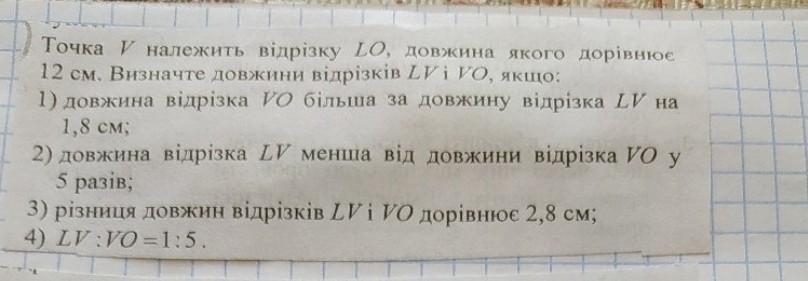 Точка V належить відрізку LO, довжина якого дорівнює
12 см. Визначте довжини відрізків LV і VO, якщо:
1) довжина відрізка VO більша за довжину відрізка LV на
1,8 см;
2) довжина відрізка LV менша від довжини відрізка VO у
5 разів;
3) різниця довжин відрізків LV і VO дорівнює 2,8 см;
4) LV : VO = 1 : 5.